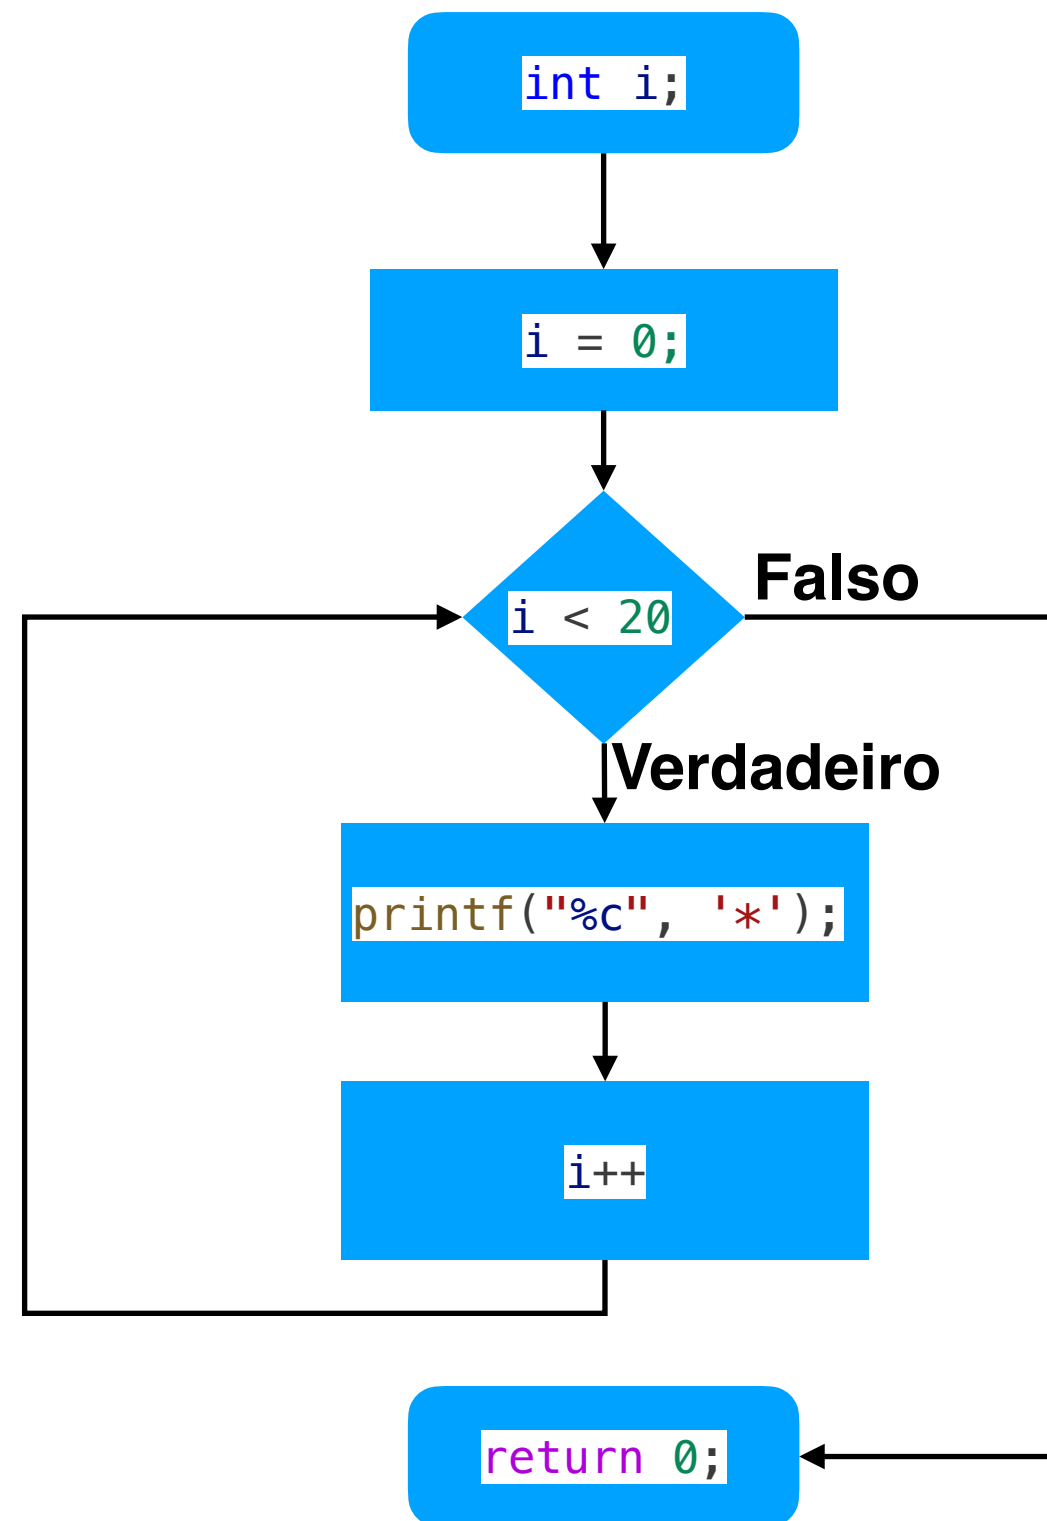 int i;
i = 0;
i < 20
Falso
Verdadeiro
printf("%c", '*');
i++
return 0;